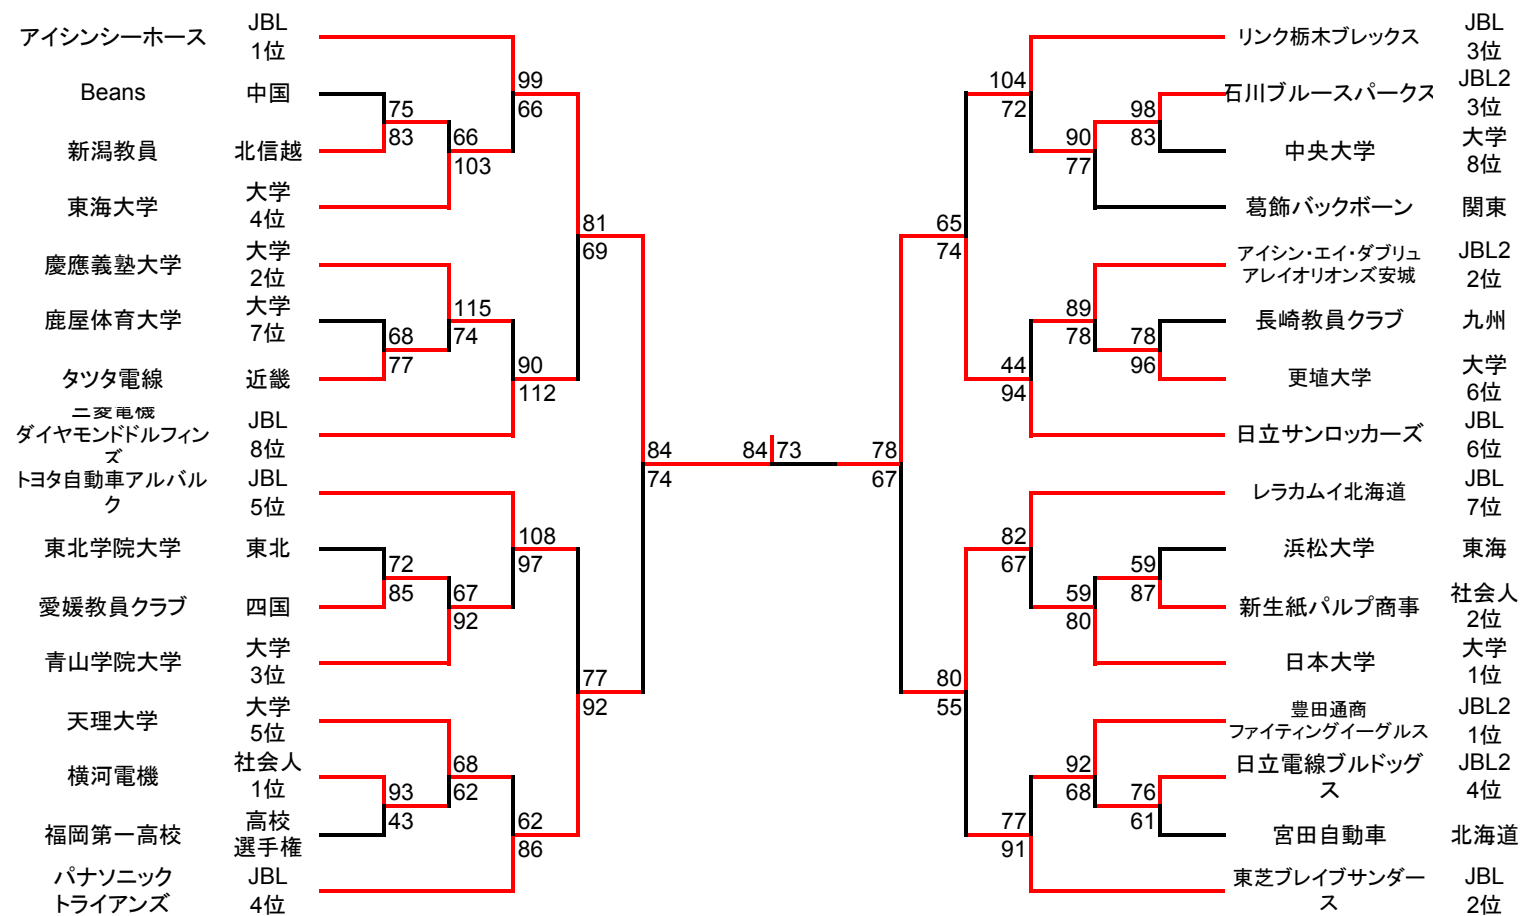 アイシンシーホース
JBL
1位
Beans
中国
新潟教員
北信越
東海大学
大学
4位
慶應義塾大学
大学
2位
鹿屋体育大学
大学
7位
タツタ電線
近畿
三菱電機
ダイヤモンドドルフィン
ズ
JBL
8位
トヨタ自動車アルバル
ク
JBL
5位
東北学院大学
東北
愛媛教員クラブ
四国
青山学院大学
大学
3位
天理大学
大学
5位
横河電機
社会人
1位
福岡第一高校
高校
選手権
パナソニック
トライアンズ
JBL
4位
75
83
66
103
99
66
68
77
115
74
90
112
81
69
72
85
67
92
108
97
93
43
68
62
62
86
77
92
84
74
84
73
78
67
65
74
104
72
90
77
98
83
44
94
89
78
78
96
80
55
82
67
59
80
59
87
77
91
92
68
76
61
リンク栃木ブレックス
JBL
3位
石川ブルースパークス
JBL2
3位
中央大学
大学
8位
葛飾バックボーン
関東
アイシン・エイ・ダブリュ
アレイオリオンズ安城
JBL2
2位
長崎教員クラブ
九州
更埴大学
大学
6位
日立サンロッカーズ
JBL
6位
レラカムイ北海道
JBL
7位
浜松大学
東海
新生紙パルプ商事
社会人
2位
日本大学
大学
1位
豊田通商
ファイティングイーグルス
JBL2
1位
日立電線ブルドッグ
ス
JBL2
4位
宮田自動車
北海道
東芝ブレイブサンダー
ス
JBL
2位